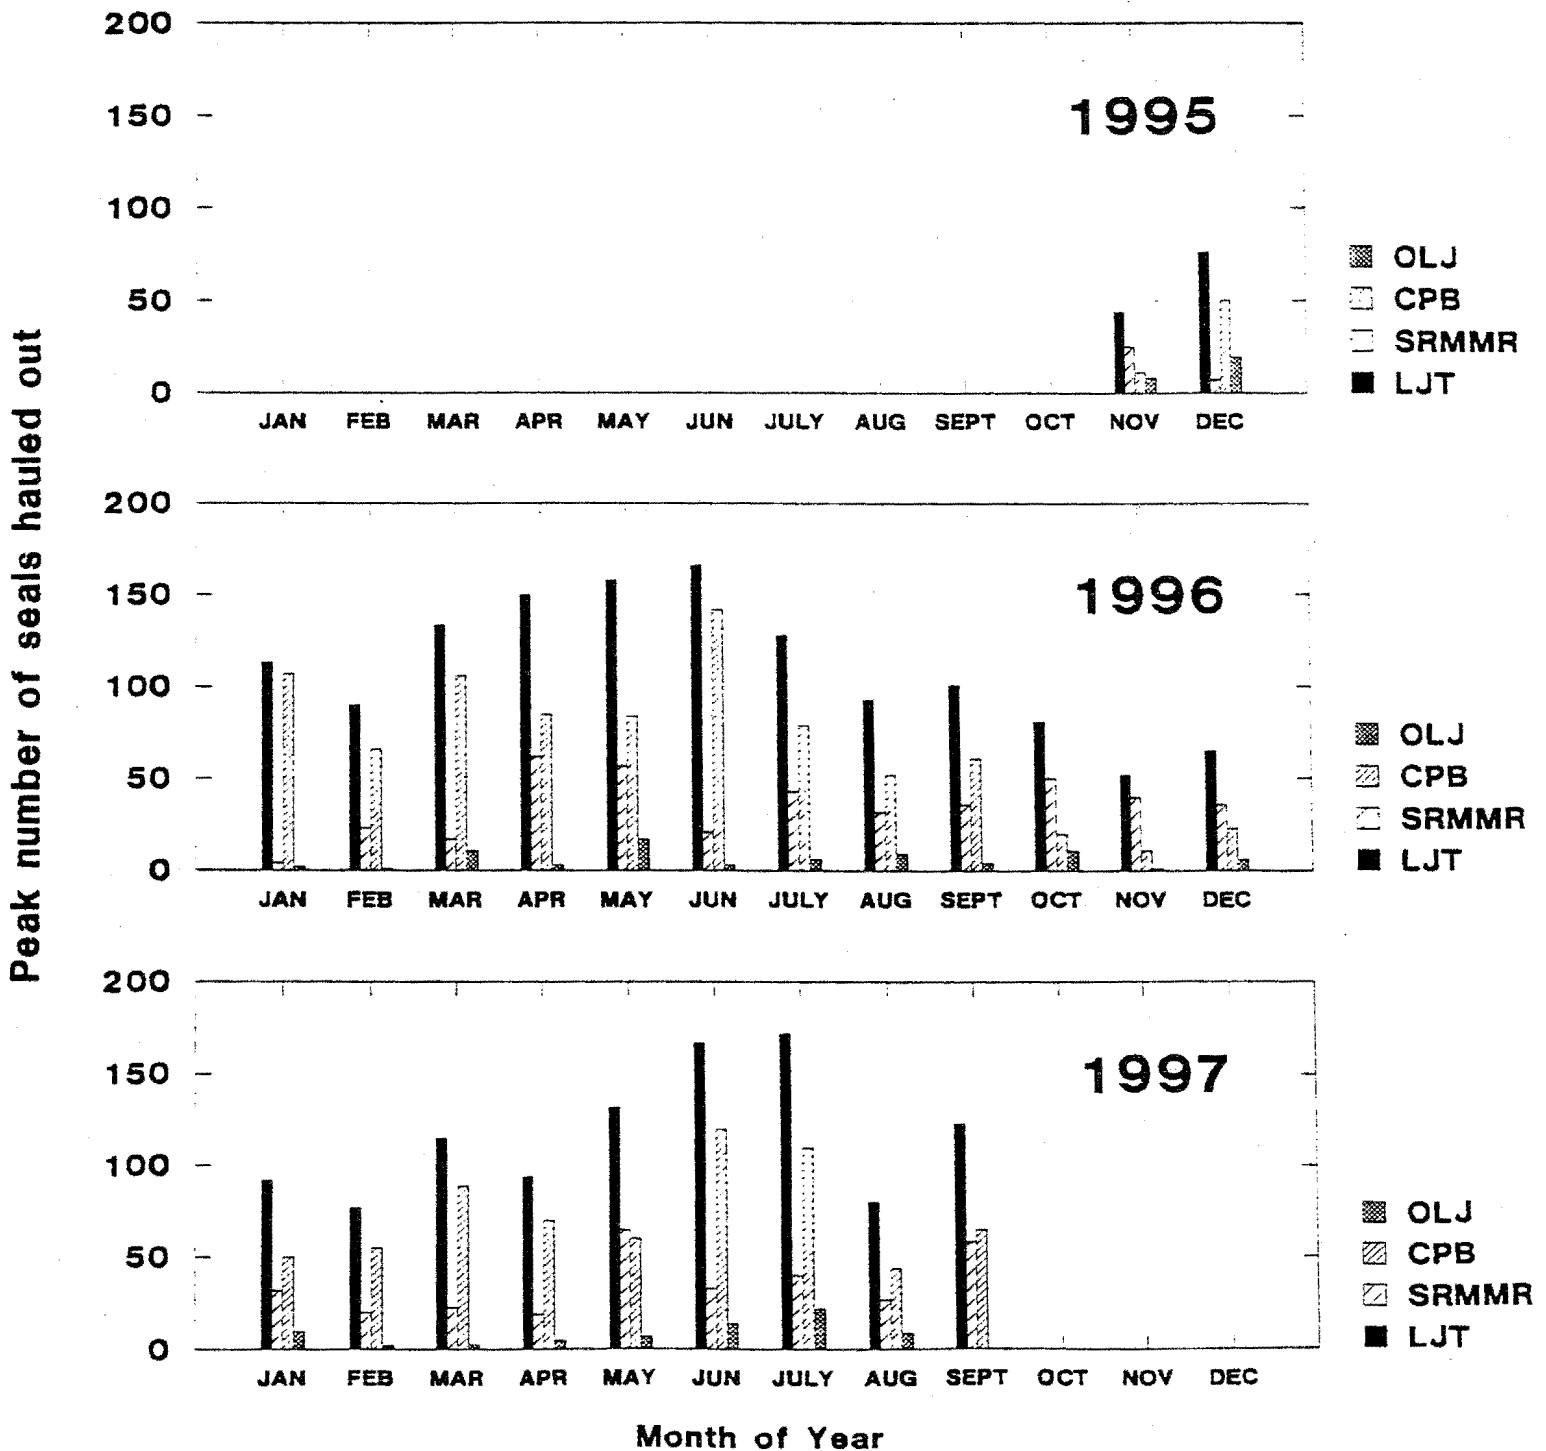 Peak number of seals hauled out
200
150
100
50
0
1995
OLJ
CPB
SRMMR
LJT
JAN FEB MAR APR MAY JUN JULY AUG SEPT OCT NOV DEC
200
150
100
50
0
1996
OLJ
CPB
SRMMR
LJT
JAN FEB MAR APR MAY JUN JULY AUG SEPT OCT NOV DEC
200
150
100
50
0
1997
OLJ
CPB
SRMMR
LJT
JAN FEB MAR APR MAY JUN JULY AUG SEPT OCT NOV DEC
Month of Year